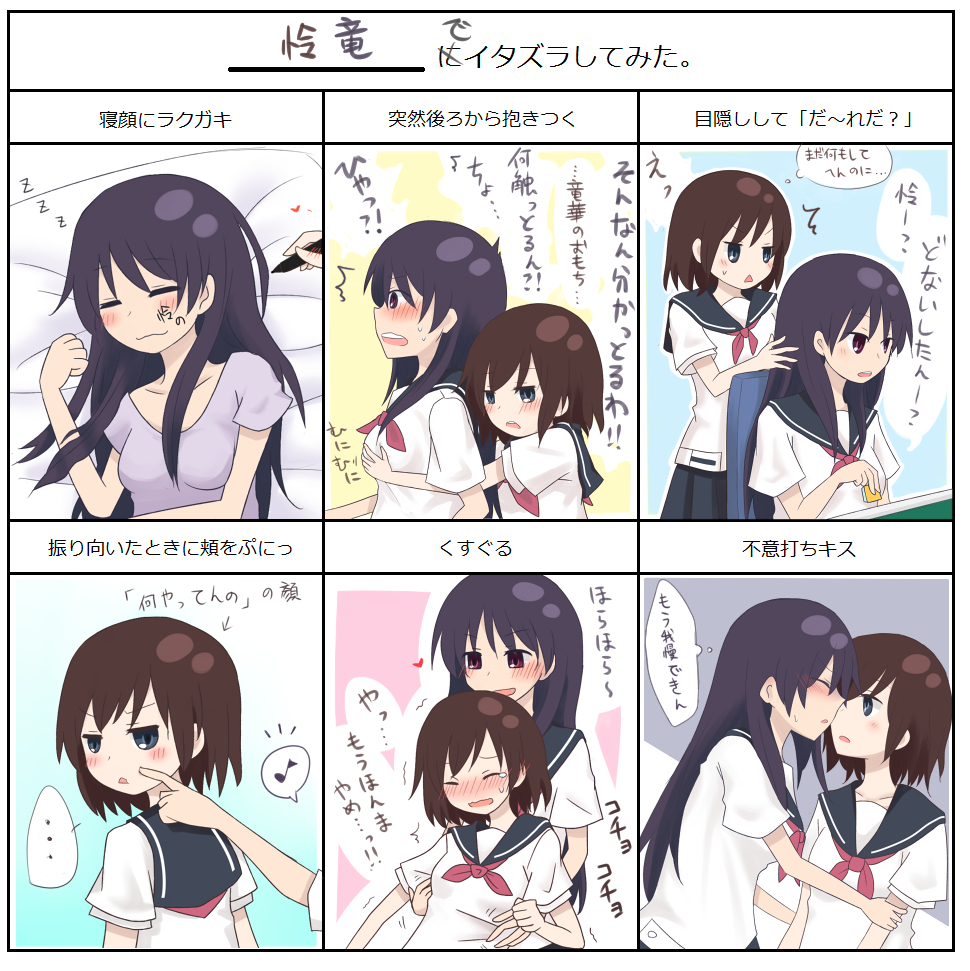 怜竜
でにイタズラしてみた。
寝顔にラクガキ
突然後ろから抱きつく
目隠しして「だ～れだ？」
z
z
z
怜の
そんなん分かっとるわ!!
…竜華のおもち…
何触っとるん?!
ちょ…
ひゃっ?!
むに
むに
まだ何もして
へんのに…
えっ
怜ー?
どないしたんー?
振り向いたときに頬をぷにっ
くすぐる
不意打ちキス
「何やってんの」の顔
♪
…
ほらほら～
やっ…
もうほんま
やめ…っ!!
コチョ
コチョ
もう我慢できん